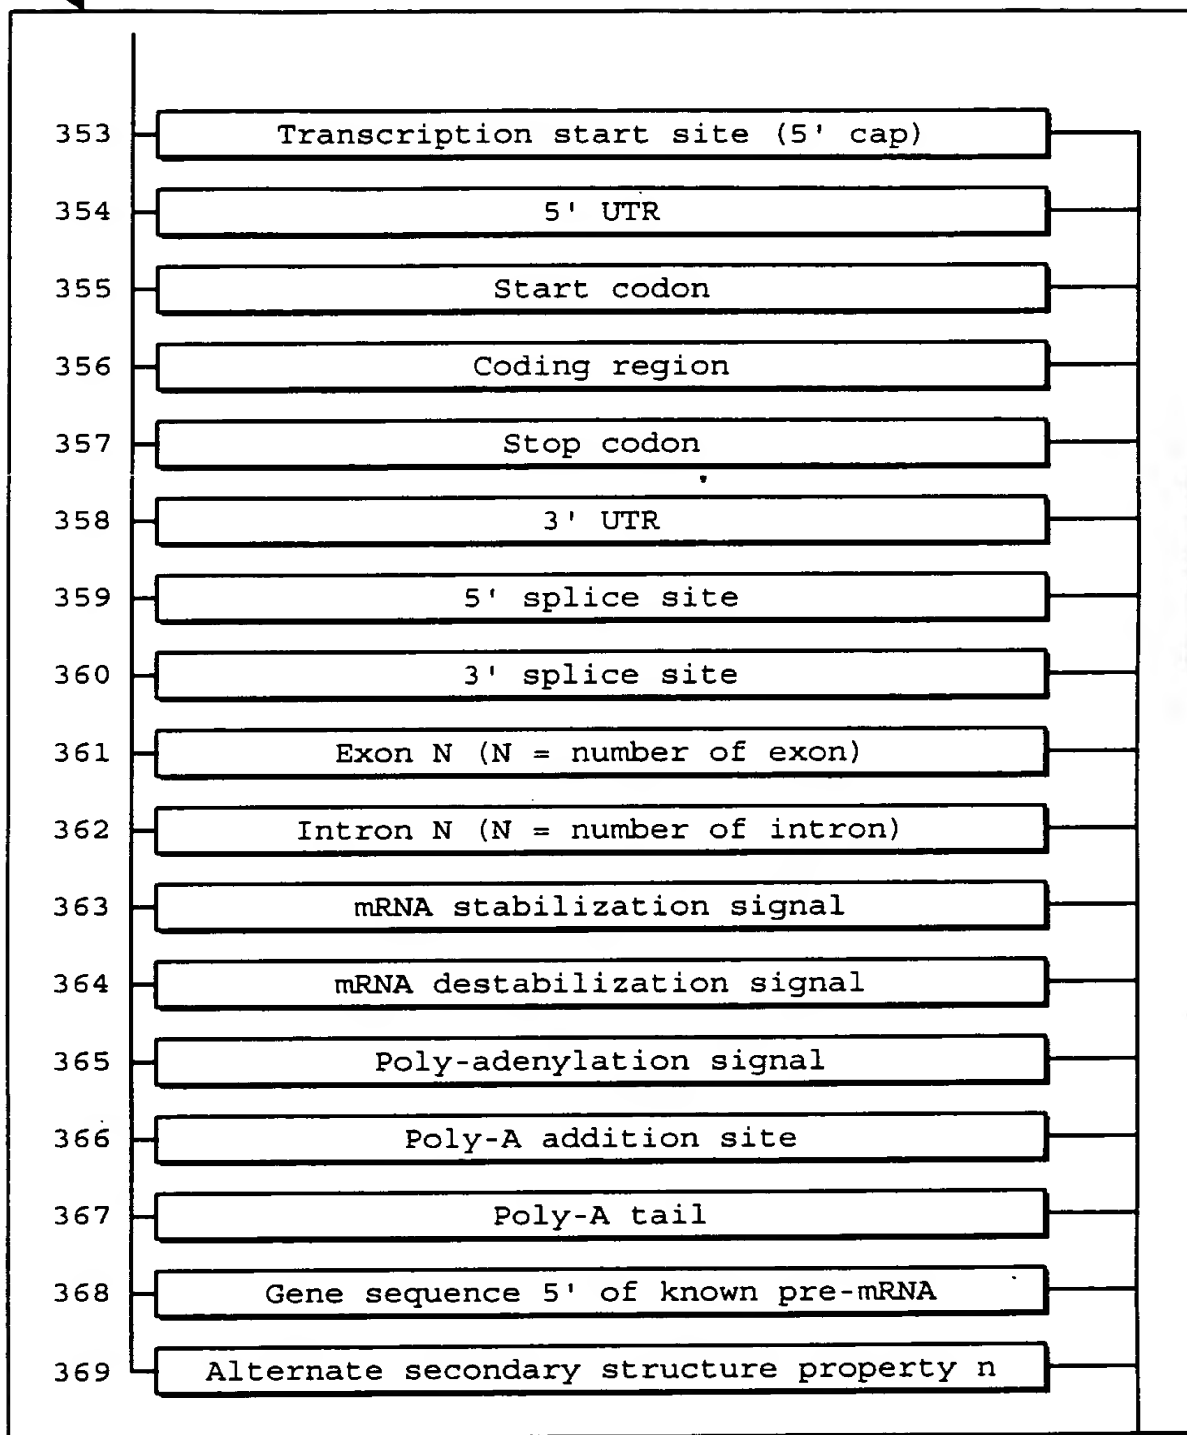 353 Transcription start site (5' cap)
354 5' UTR
355 Start codon
356 Coding region
357 Stop codon
358 3' UTR
359 5' splice site
360 3' splice site
361 Exon N (N = number of exon)
362 Intron N (N = number of intron)
363 mRNA stabilization signal
364 mRNA destabilization signal
365 Poly-adenylation signal
366 Poly-A addition site
367 Poly-A tail
368 Gene sequence 5' of known pre-mRNA
369 Alternate secondary structure property n